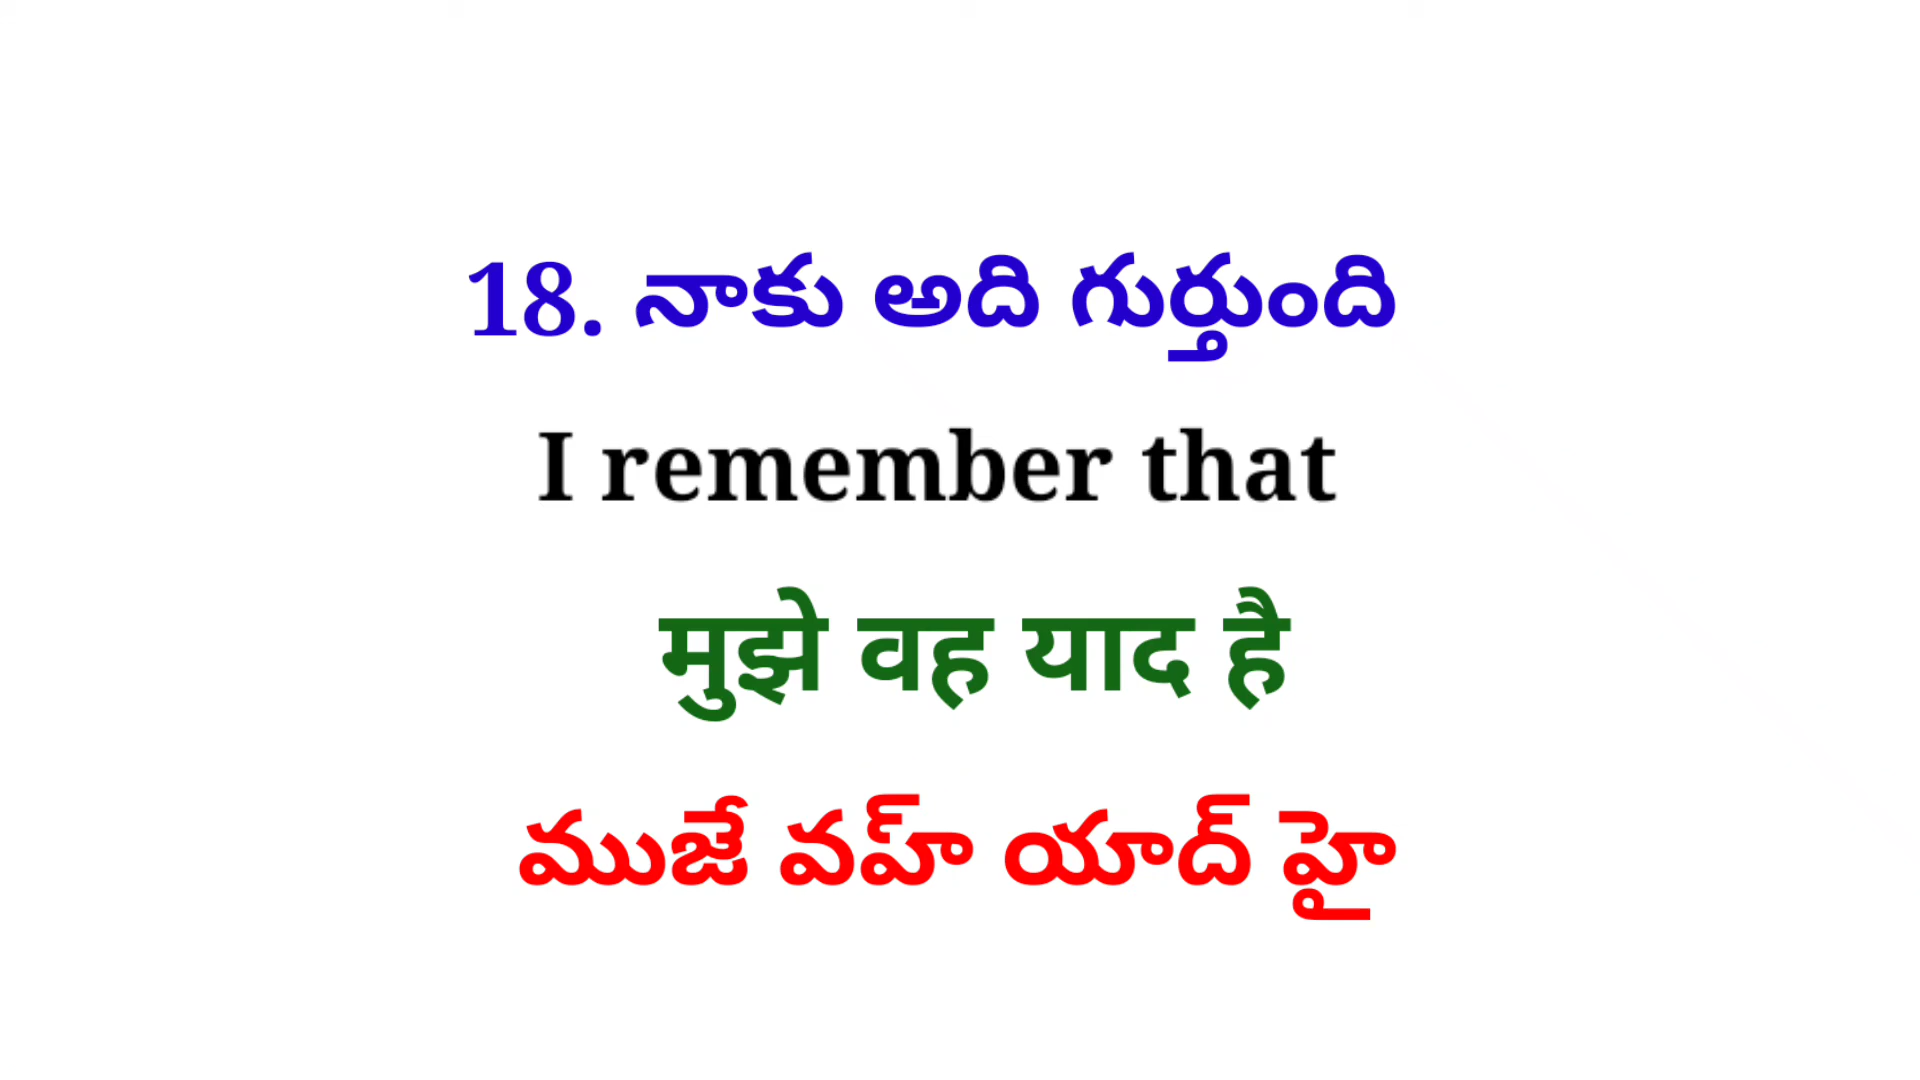 18. నాకు అది గుర్తుంది
I remember that
मुझे वह याद है
ముజే వహ్ యాద్ హై